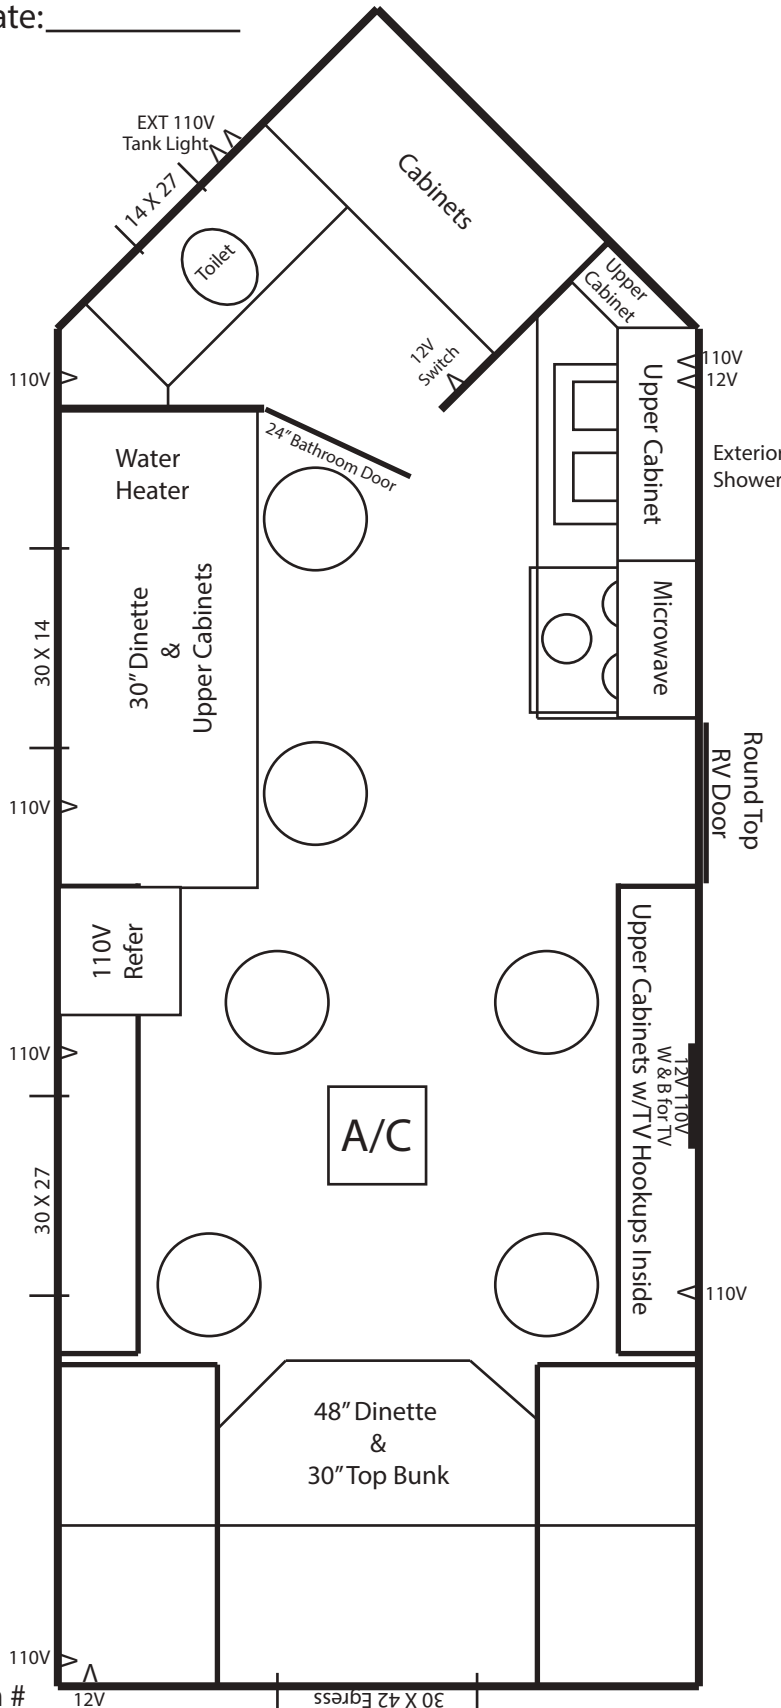 ate:
EXT 110V
Tank Light
14 X 27
Toilet
Cabinets
Upper
Cabinet
12V
Switch
110V
110V
12V
Upper Cabinet
Exterior
Shower
24" Bathroom Door
Water
Heater
30" Dinette
&
Upper Cabinets
30 X 14
Microwave
110V
Round Top
RV Door
110V
Refer
Upper Cabinets w/TV Hookups Inside
12V 110V
W & B for TV
110V
A/C
30 X 27
110V
48" Dinette
&
30" Top Bunk
110V
12V
30 X 42 Egress
#